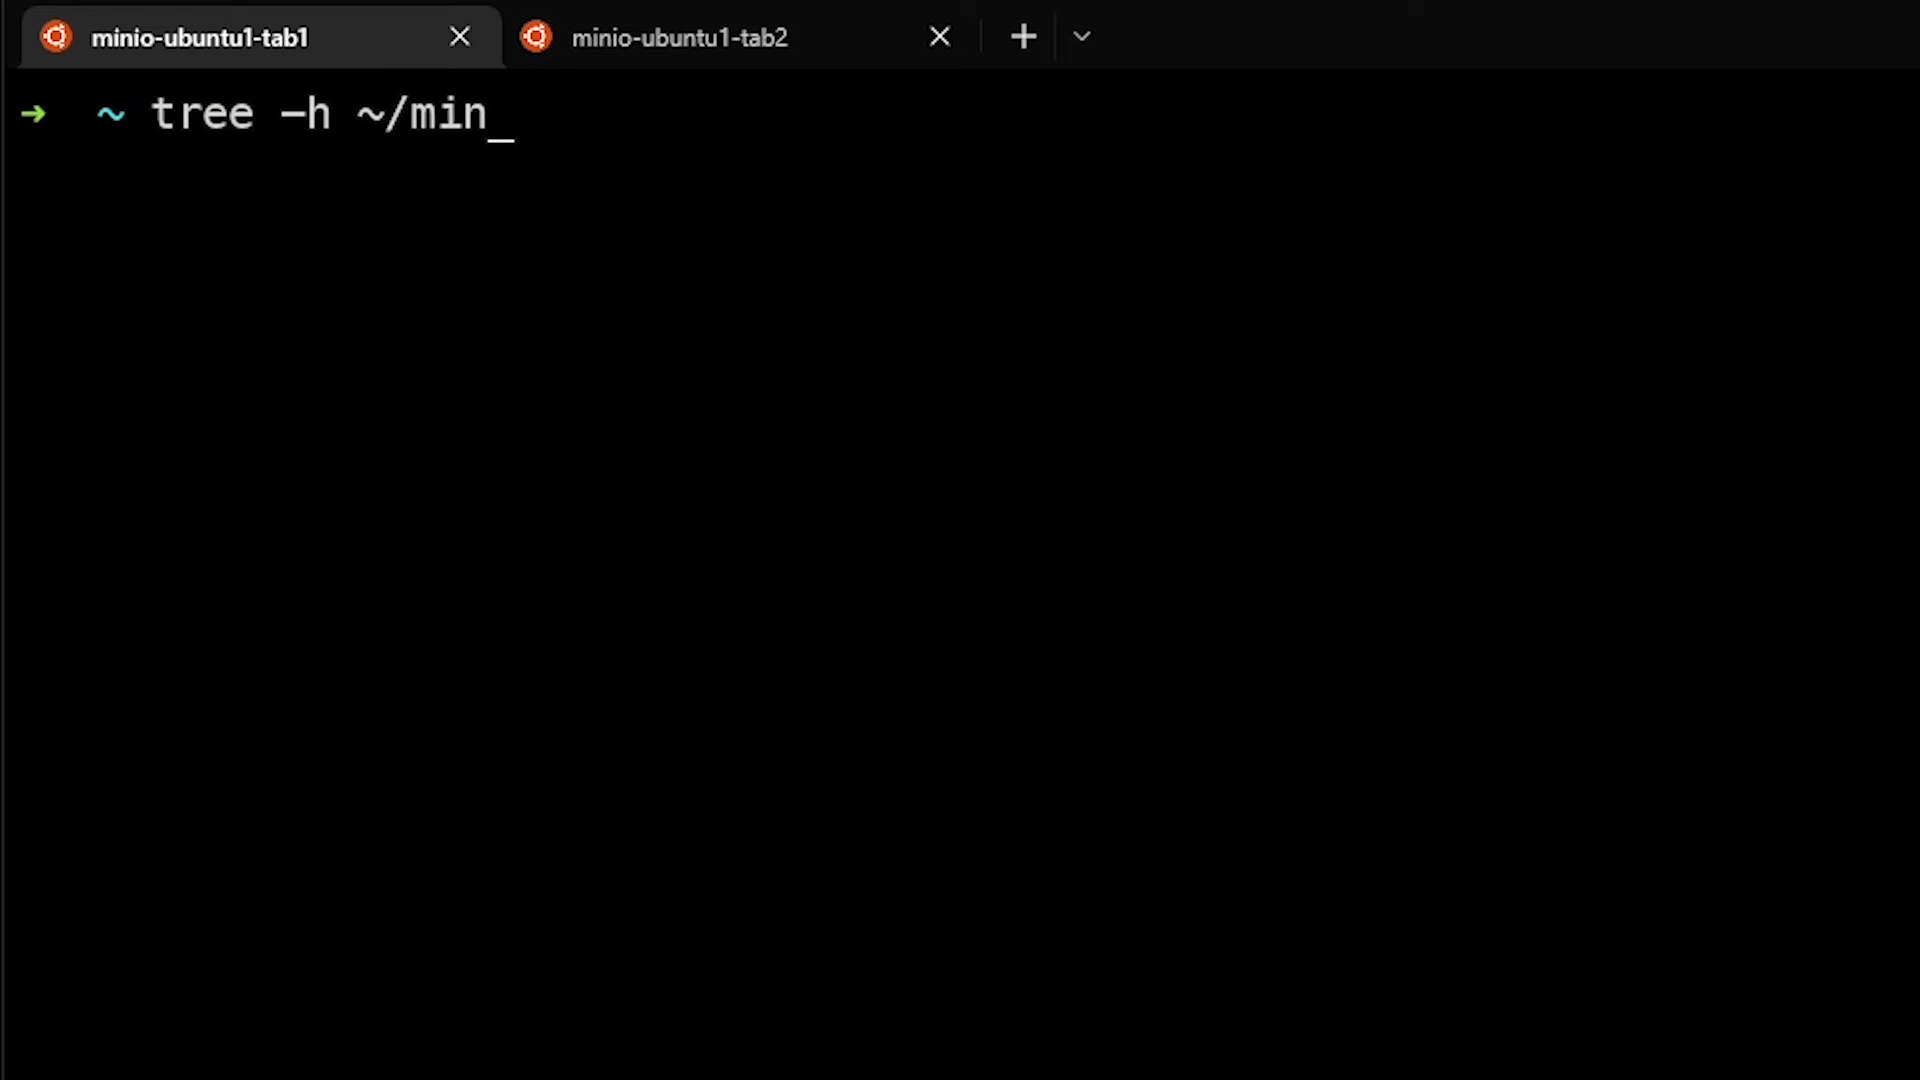 minio-ubuntu1-tab1
minio-ubuntu1-tab2
➜ ~ tree -h ~/min_